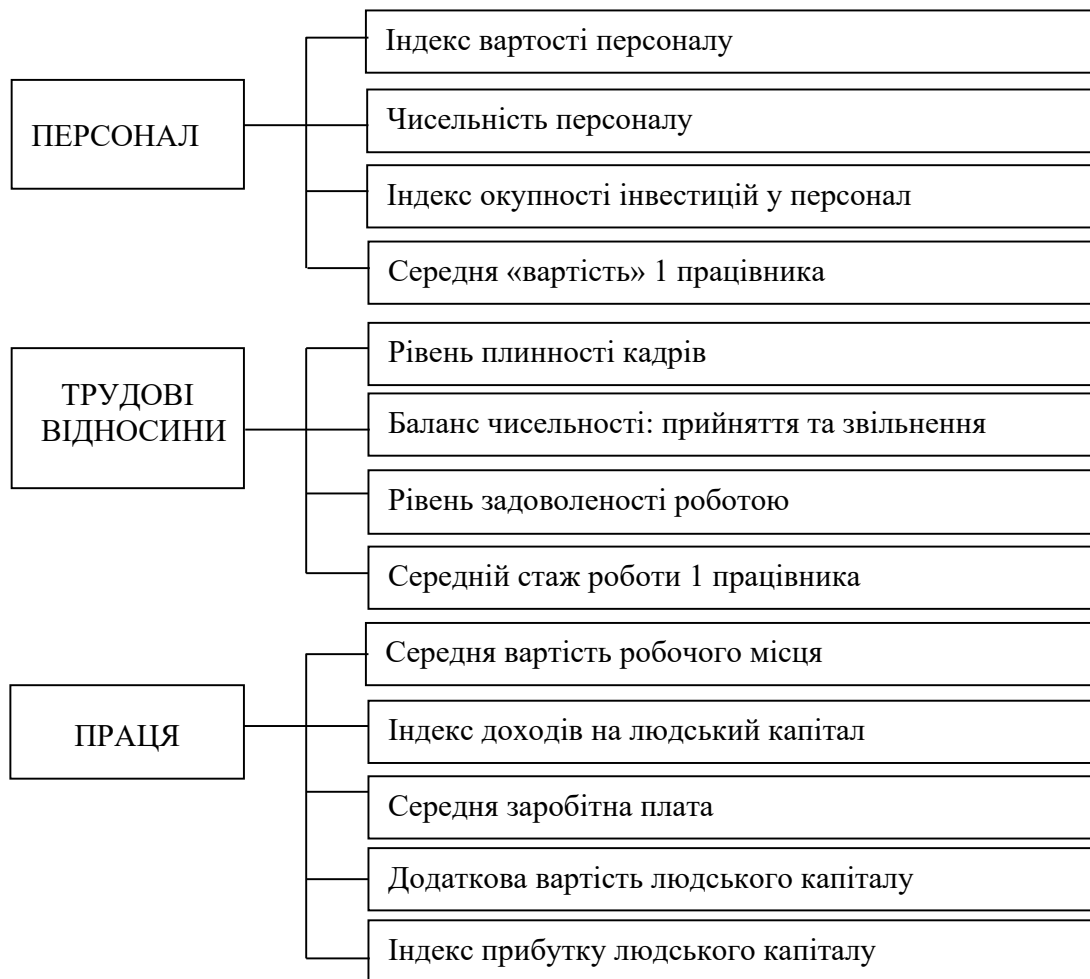 ПЕРСОНАЛ
Індекс вартості персоналу
Чисельність персоналу
Індекс окупності інвестицій у персонал
Середня «вартість» 1 працівника
ТРУДОВІ
ВІДНОСИНИ
Рівень плинності кадрів
Баланс чисельності: прийняття та звільнення
Рівень задоволеності роботою
Середній стаж роботи 1 працівника
ПРАЦЯ
Середня вартість робочого місця
Індекс доходів на людський капітал
Середня заробітна плата
Додаткова вартість людського капіталу
Індекс прибутку людського капіталу